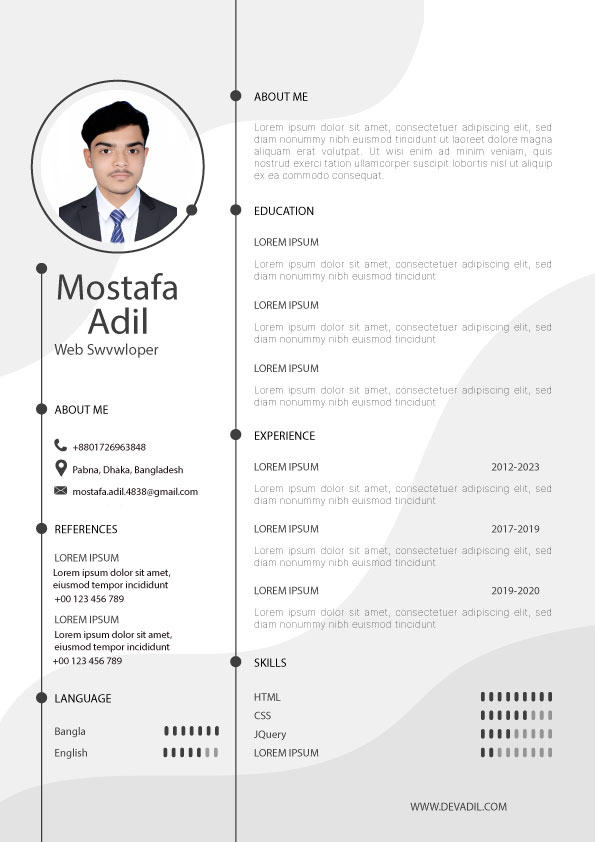 Mostafa
Adil
Web Swvwloper
ABOUT ME
+8801726963848
Pabna, Dhaka, Bangladesh
mostafa.adil.4838@gmail.com
REFERENCES
LOREM IPSUM
Lorem ipsum dolor sit amet,
eiusmod tempor incididunt
+00 123 456 789
LOREM IPSUM
Lorem ipsum dolor sit amet,
eiusmod tempor incididunt
+00 123 456 789
LANGUAGE
Bangla
English
ABOUT ME
Lorem ipsum dolor sit amet, consectetuer adipiscing elit, sed
diam nonummy nibh euismod tincidunt ut laoreet dolore magna
aliquam erat volutpat. Ut wisi enim ad minim veniam, quis
nostrud exerci tation ullamcorper suscipit lobortis nisl ut aliquip
ex ea commodo consequat.
EDUCATION
LOREM IPSUM
Lorem ipsum dolor sit amet, consectetuer adipiscing elit, sed
diam nonummy nibh euismod tincidunt
LOREM IPSUM
Lorem ipsum dolor sit amet, consectetuer adipiscing elit, sed
diam nonummy nibh euismod tincidunt
LOREM IPSUM
Lorem ipsum dolor sit amet, consectetuer adipiscing elit, sed
diam nonummy nibh euismod tincidunt
EXPERIENCE
LOREM IPSUM 2012-2023
Lorem ipsum dolor sit amet, consectetuer adipiscing elit, sed
diam nonummy nibh euismod tincidunt
LOREM IPSUM 2017-2019
Lorem ipsum dolor sit amet, consectetuer adipiscing elit, sed
diam nonummy nibh euismod tincidunt
LOREM IPSUM 2019-2020
Lorem ipsum dolor sit amet, consectetuer adipiscing elit, sed
diam nonummy nibh euismod tincidunt
SKILLS
HTML
CSS
JQuery
LOREM IPSUM
WWW.DEVADIL.COM